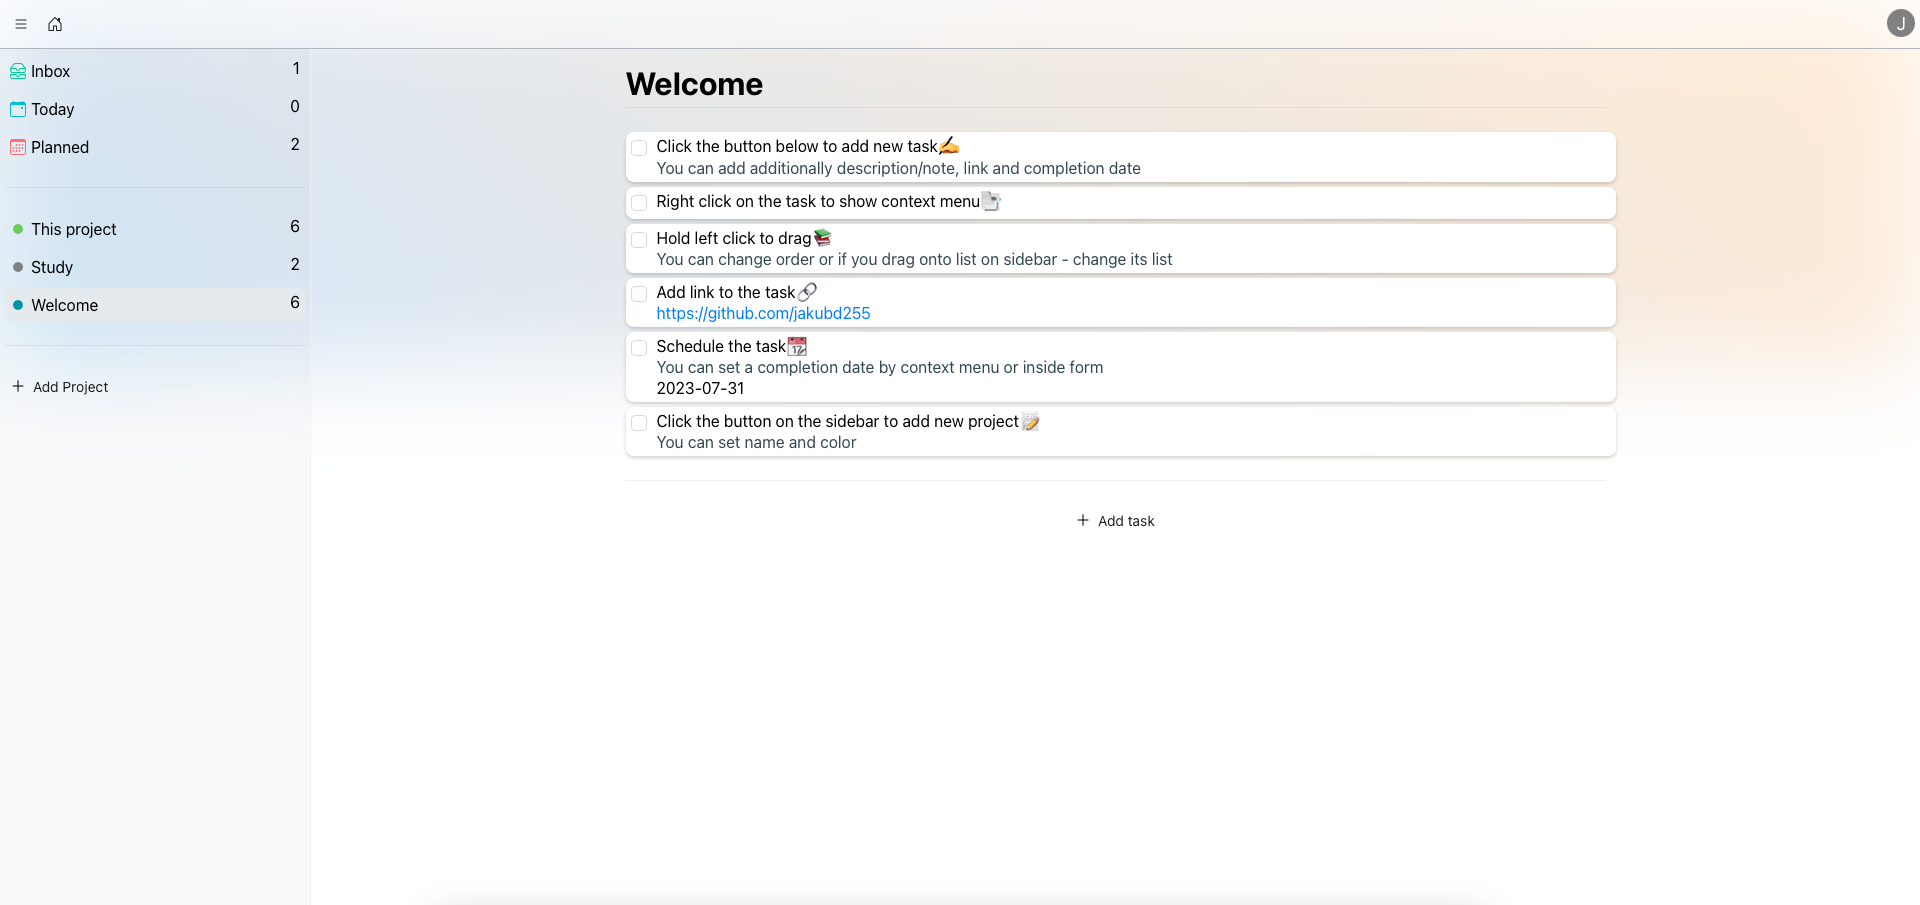 J
Inbox 1
Today 0
Planned 2
This project 6
Study 2
Welcome 6
Add Project
Welcome
Click the button below to add new task✍️
You can add additionally description/note, link and completion date
Right click on the task to show context menu📑
Hold left click to drag📚
You can change order or if you drag onto list on sidebar - change its list
Add link to the task🔗
https://github.com/jakubd255
Schedule the task📆
You can set a completion date by context menu or inside form
2023-07-31
Click the button on the sidebar to add new project📝
You can set name and color
Add task